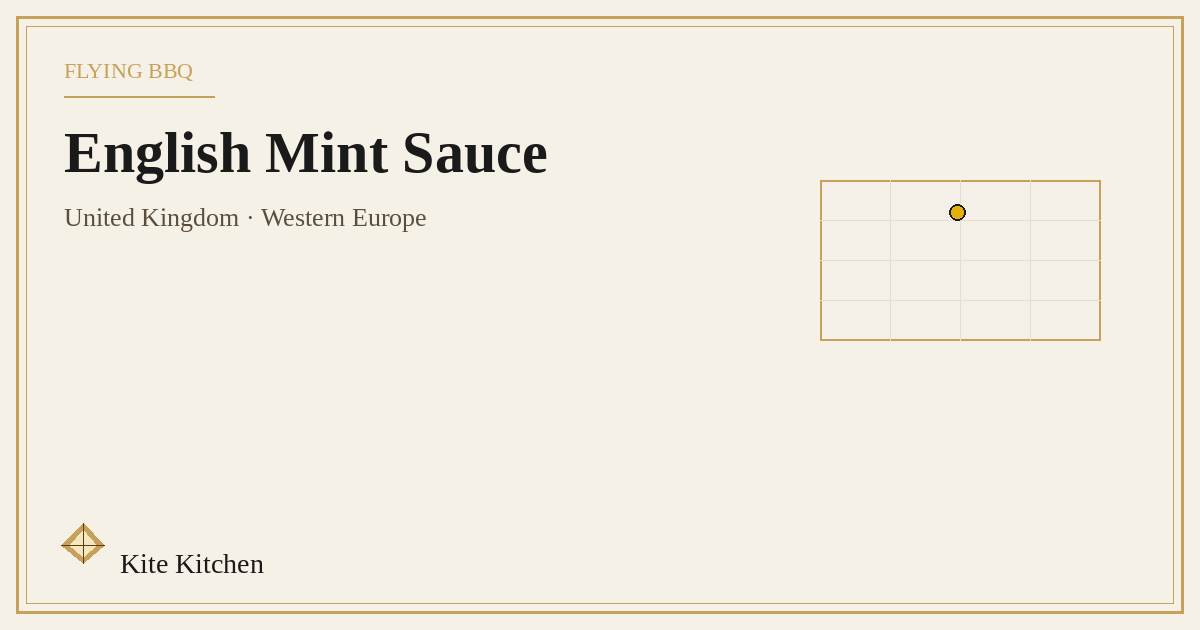 FLYING BBQ
English Mint Sauce
United Kingdom · Western Europe
Kite Kitchen